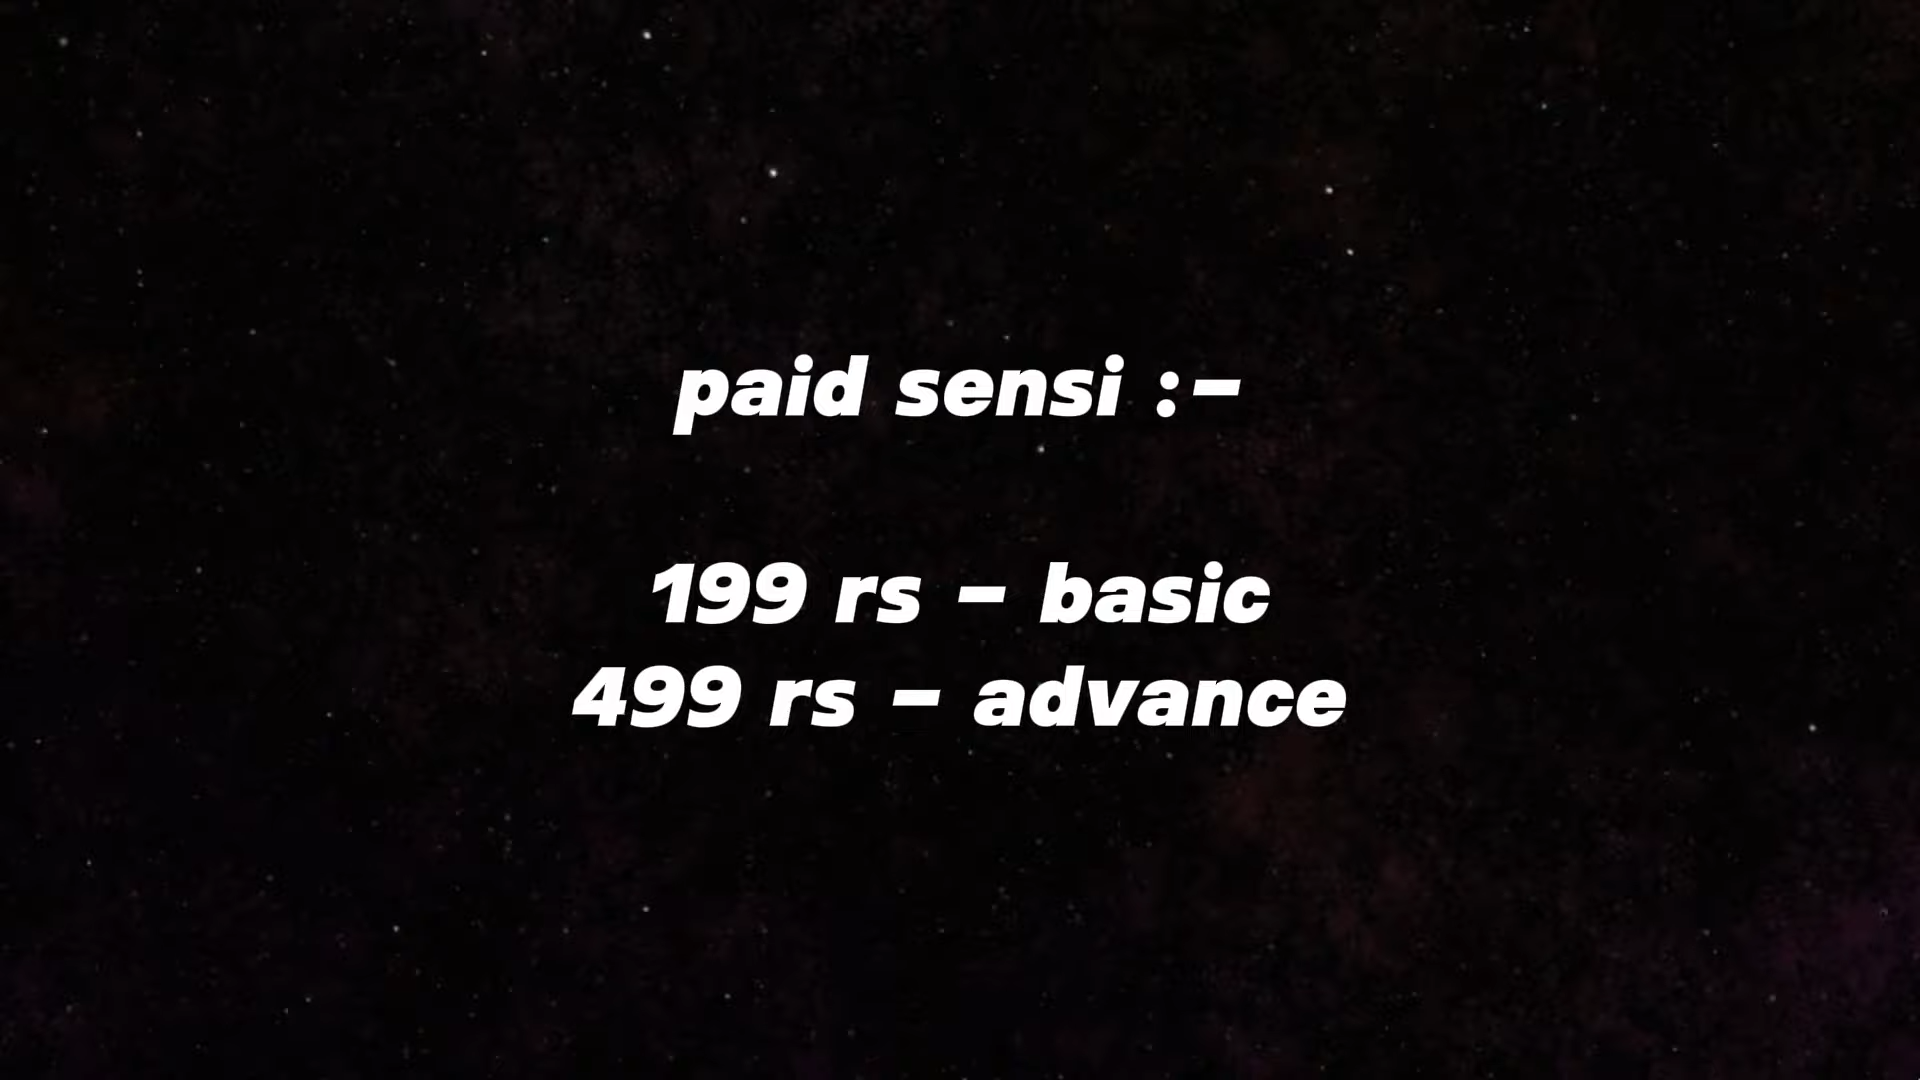 paid sensi :-
199 rs - basic
499 rs - advance